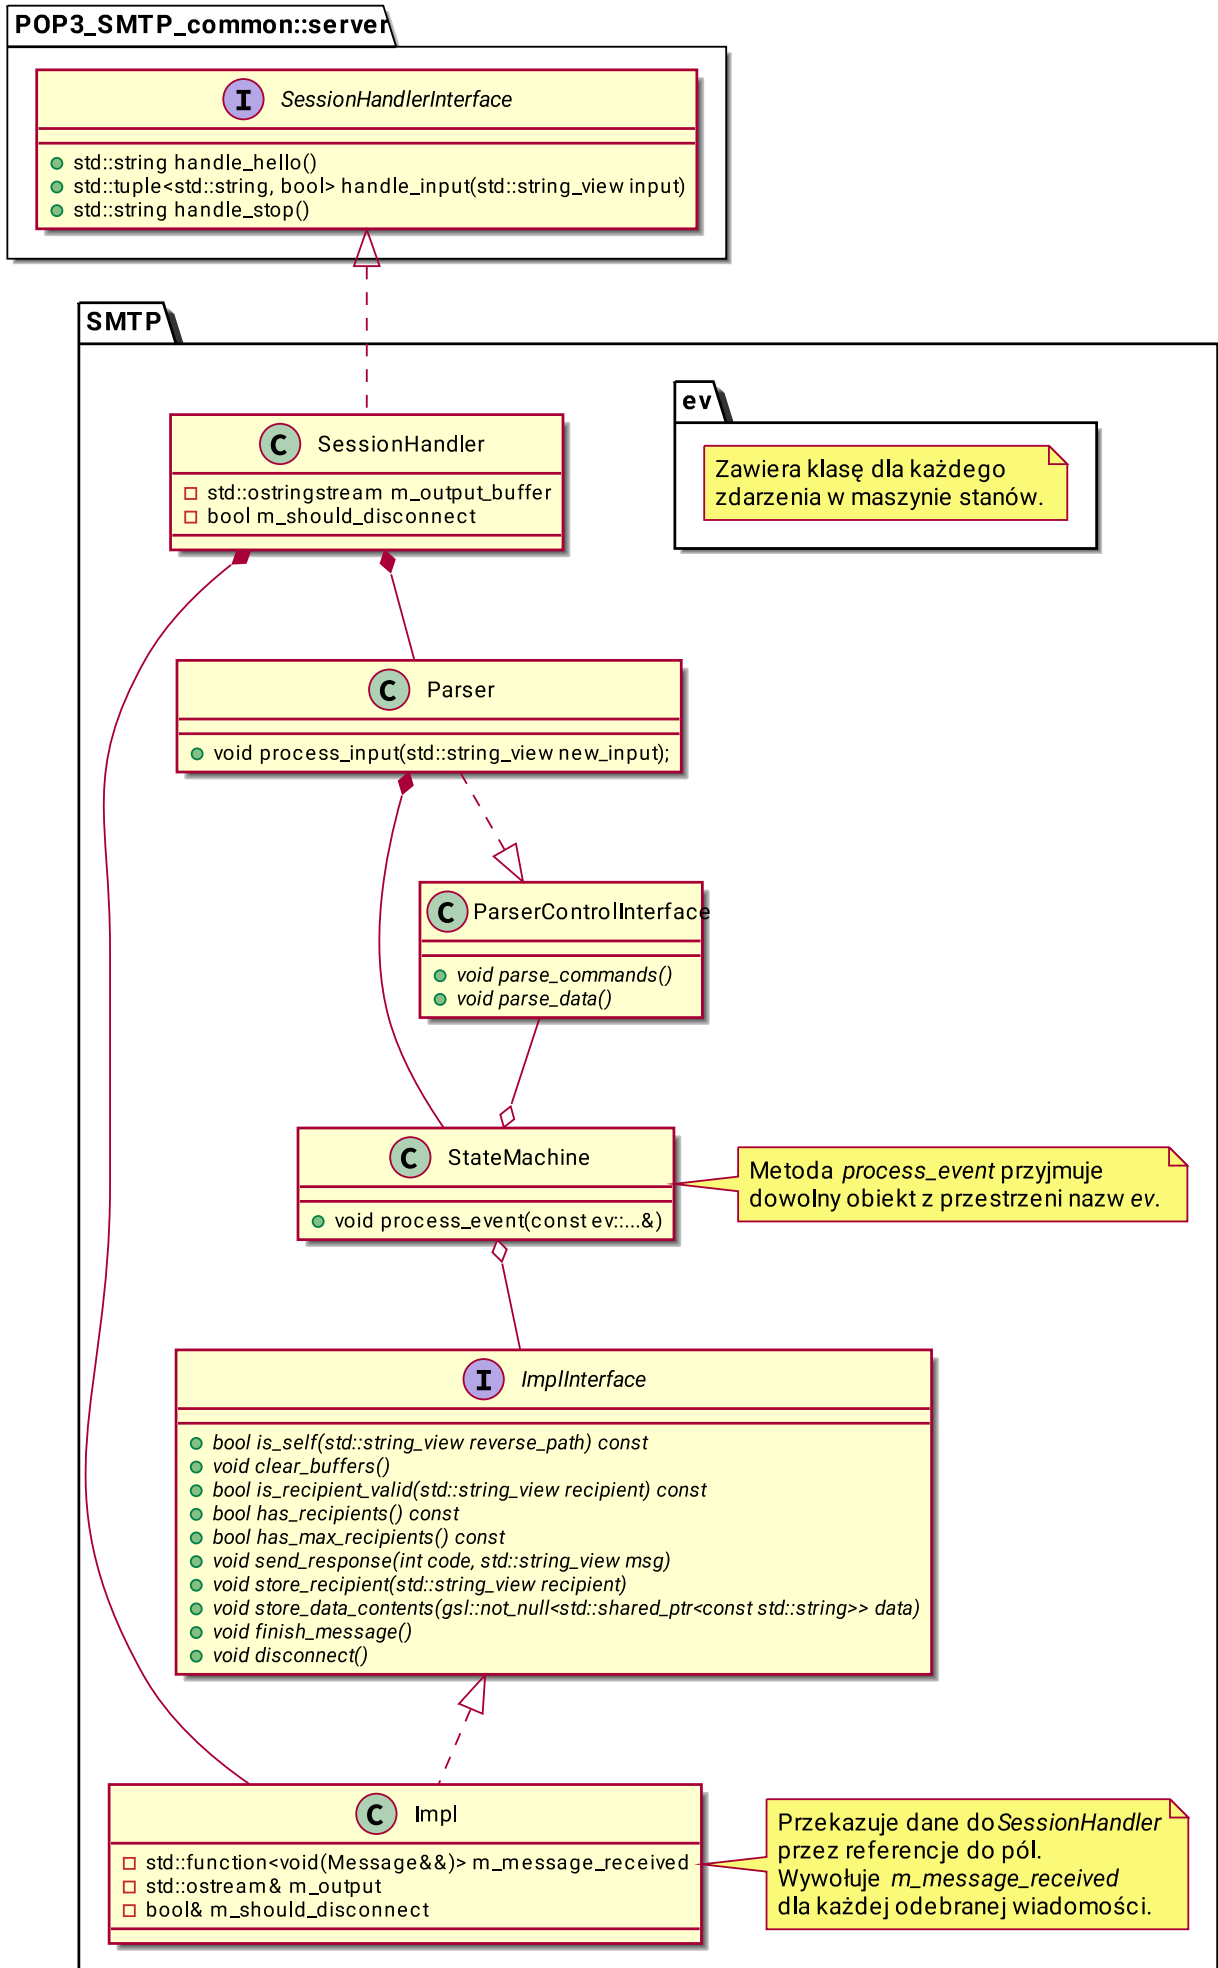 POP3_SMTP_common::server
I SessionHandlerInterface
std::string handle_hello()
std::tuple<std::string, bool> handle_input(std::string_view input)
std::string handle_stop()
SMTP
C SessionHandler
std::ostringstream m_output_buffer
bool m_should_disconnect
ev
Zawiera klasę dla każdego
zdarzenia w maszynie stanów.
C Parser
void process_input(std::string_view new_input);
C ParserControlInterface
void parse_commands()
void parse_data()
C StateMachine
void process_event(const ev::...&)
Metoda process_event przyjmuje
dowolny obiekt z przestrzeni nazw ev.
I ImplInterface
bool is_self(std::string_view reverse_path) const
void clear_buffers()
bool is_recipient_valid(std::string_view recipient) const
bool has_recipients() const
bool has_max_recipients() const
void send_response(int code, std::string_view msg)
void store_recipient(std::string_view recipient)
void store_data_contents(gsl::not_null<std::shared_ptr<const std::string>> data)
void finish_message()
void disconnect()
C Impl
std::function<void(Message&&)> m_message_received
std::ostream& m_output
bool& m_should_disconnect
Przekazuje dane do SessionHandler
przez referencje do pól.
Wywołuje m_message_received
dla każdej odebranej wiadomości.